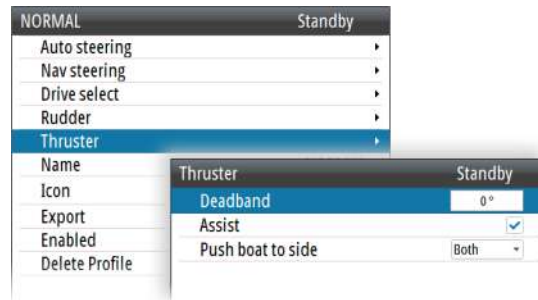 NORMAL Standby
Auto steering
Nav steering
Drive select
Rudder
Thruster
Name
Icon
Export
Enabled
Delete Profile
Thruster Standby
Deadband 0 °
Assist
Push boat to side Both